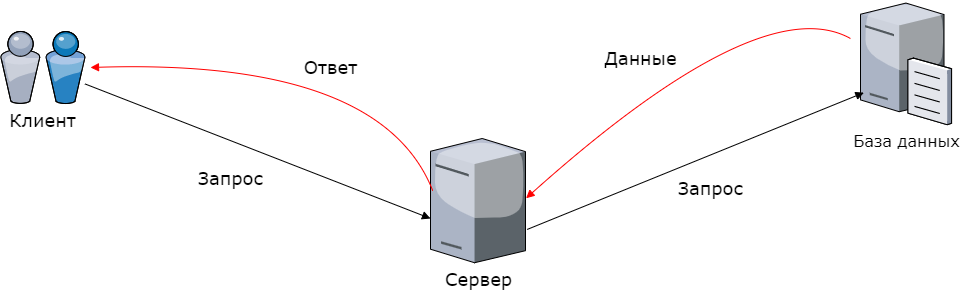 Ответ
Данные
Клиент
База данных
Запрос
Запрос
Сервер